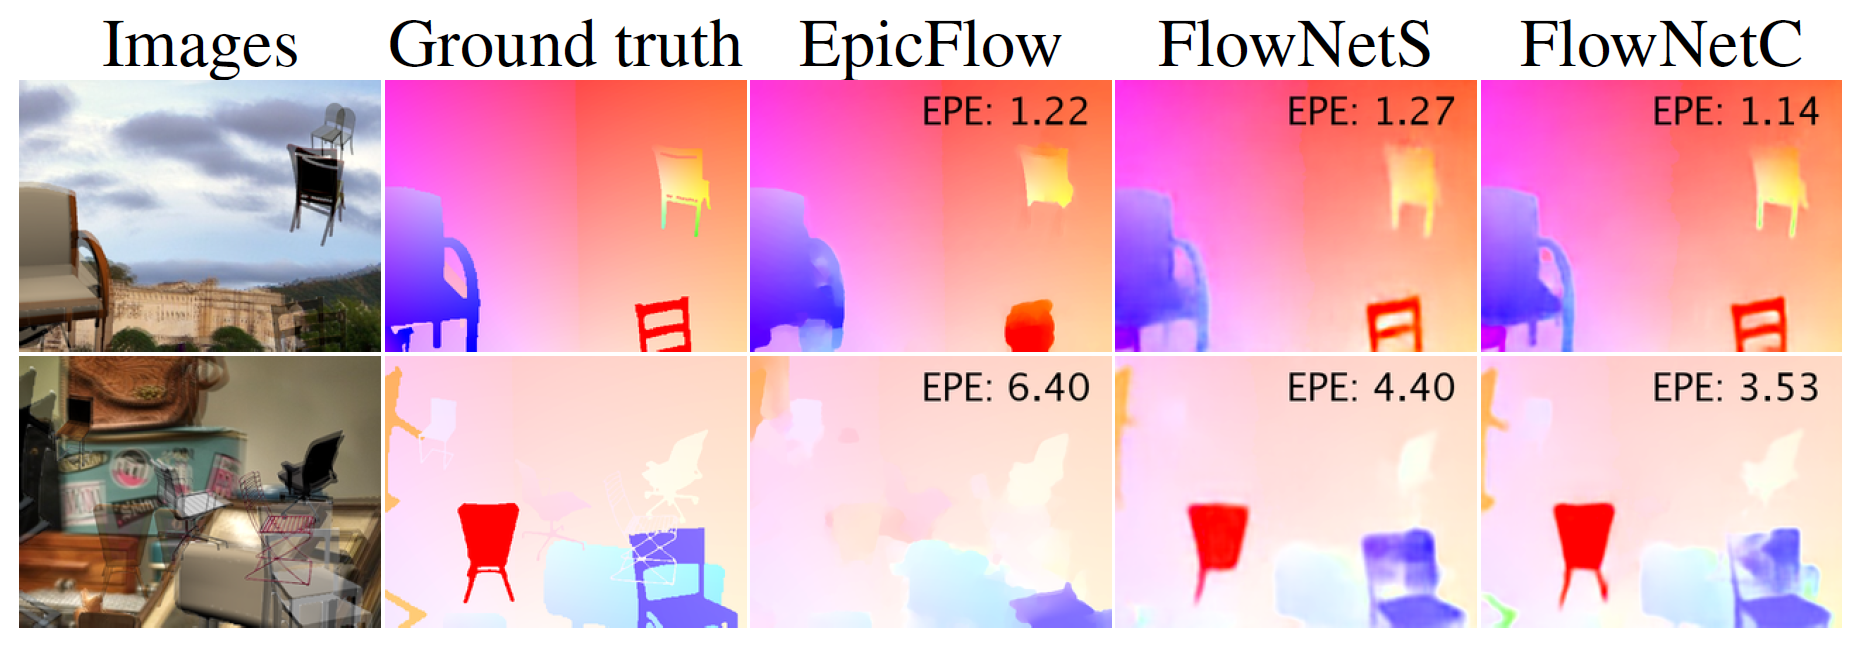 Images Ground truth EpicFlow FlowNetS FlowNetC
EPE: 1.22 EPE: 1.27 EPE: 1.14
EPE: 6.40 EPE: 4.40 EPE: 3.53